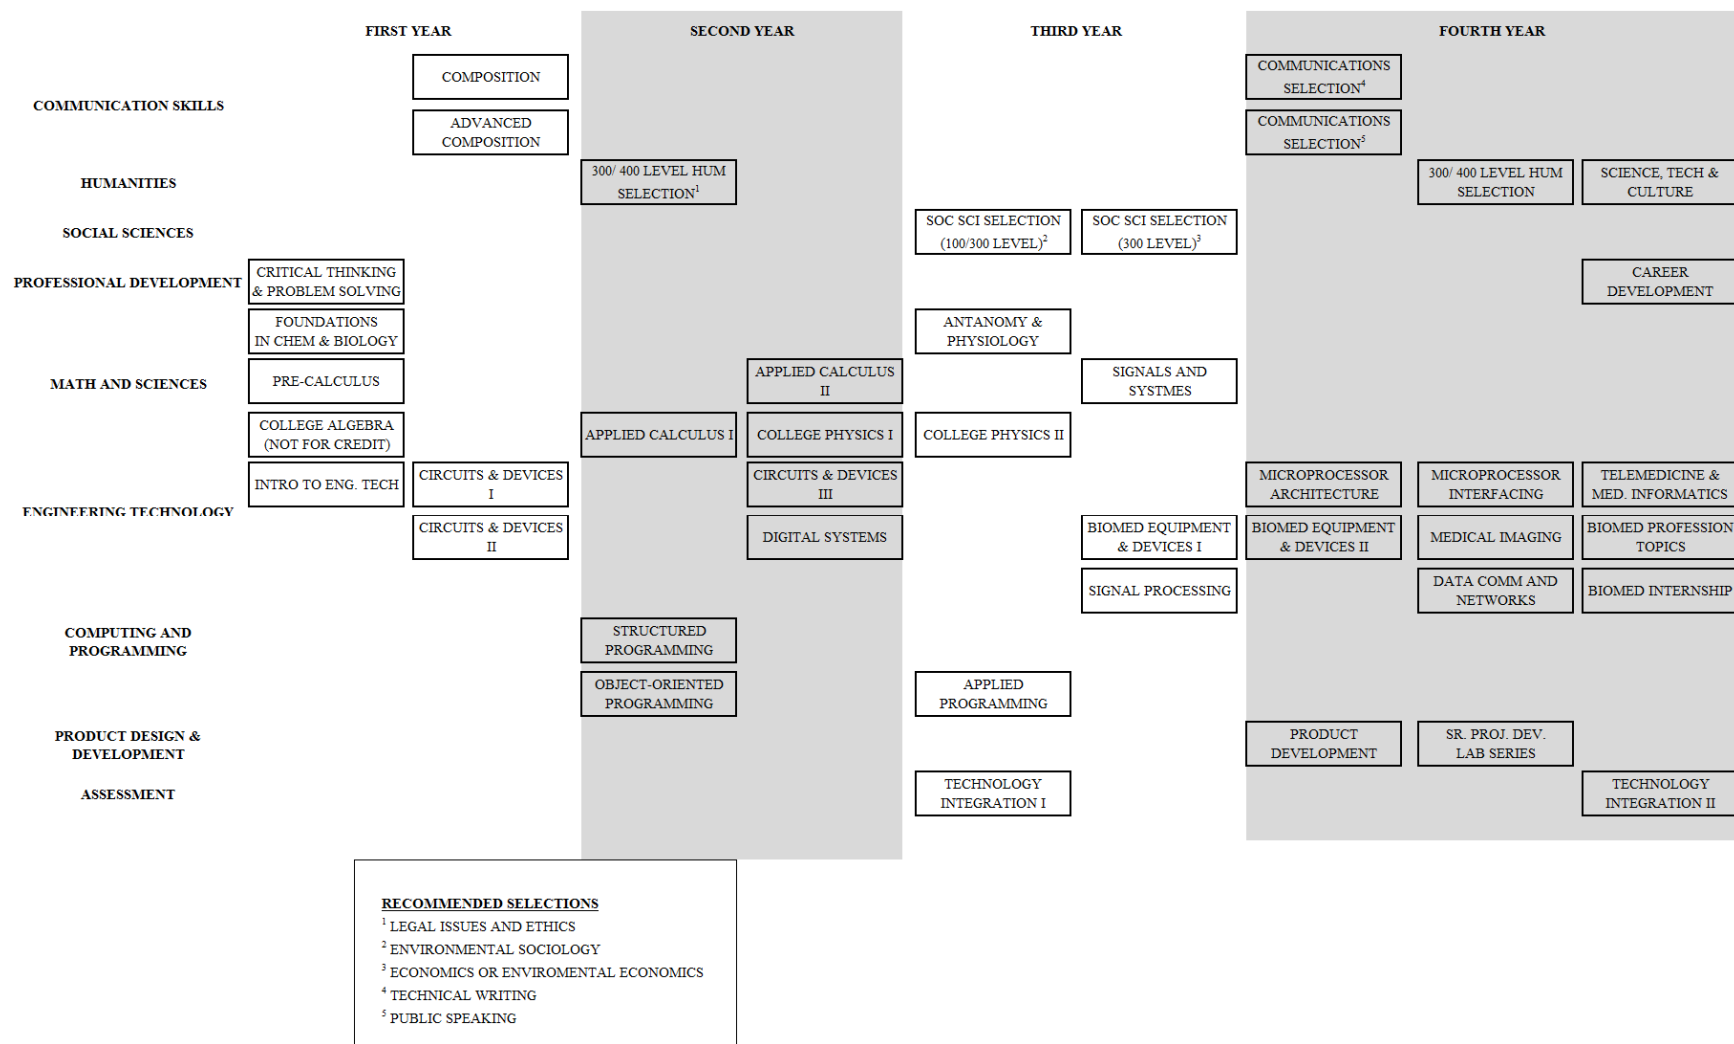 FIRST YEAR
SECOND YEAR
THIRD YEAR
FOURTH YEAR
COMMUNICATION SKILLS
COMPOSITION
COMMUNICATIONS
SELECTION⁴
ADVANCED
COMPOSITION
COMMUNICATIONS
SELECTION⁵
HUMANITIES
300/ 400 LEVEL HUM
SELECTION¹
300/ 400 LEVEL HUM
SELECTION
SCIENCE, TECH &
CULTURE
SOCIAL SCIENCES
SOC SCI SELECTION
(100/300 LEVEL)²
SOC SCI SELECTION
(300 LEVEL)³
PROFESSIONAL DEVELOPMENT
CRITICAL THINKING
& PROBLEM SOLVING
CAREER
DEVELOPMENT
FOUNDATIONS
IN CHEM & BIOLOGY
ANTANOMY &
PHYSIOLOGY
MATH AND SCIENCES
PRE-CALCULUS
APPLIED CALCULUS
II
SIGNALS AND
SYSTMES
COLLEGE ALGEBRA
(NOT FOR CREDIT)
APPLIED CALCULUS I
COLLEGE PHYSICS I
COLLEGE PHYSICS II
ENGINEERING TECHNOLOGY
INTRO TO ENG. TECH
CIRCUITS & DEVICES
I
CIRCUITS & DEVICES
III
MICROPROCESSOR
ARCHITECTURE
MICROPROCESSOR
INTERFACING
TELEMEDICINE &
MED. INFORMATICS
CIRCUITS & DEVICES
II
DIGITAL SYSTEMS
BIOMED EQUIPMENT
& DEVICES I
BIOMED EQUIPMENT
& DEVICES II
MEDICAL IMAGING
BIOMED PROFESSION
TOPICS
SIGNAL PROCESSING
DATA COMM AND
NETWORKS
BIOMED INTERNSHIP
COMPUTING AND
PROGRAMMING
STRUCTURED
PROGRAMMING
OBJECT-ORIENTED
PROGRAMMING
APPLIED
PROGRAMMING
PRODUCT DESIGN &
DEVELOPMENT
PRODUCT
DEVELOPMENT
SR. PROJ. DEV.
LAB SERIES
ASSESSMENT
TECHNOLOGY
INTEGRATION I
TECHNOLOGY
INTEGRATION II
RECOMMENDED SELECTIONS
¹ LEGAL ISSUES AND ETHICS
² ENVIRONMENTAL SOCIOLOGY
³ ECONOMICS OR ENVIROMENTAL ECONOMICS
⁴ TECHNICAL WRITING
⁵ PUBLIC SPEAKING